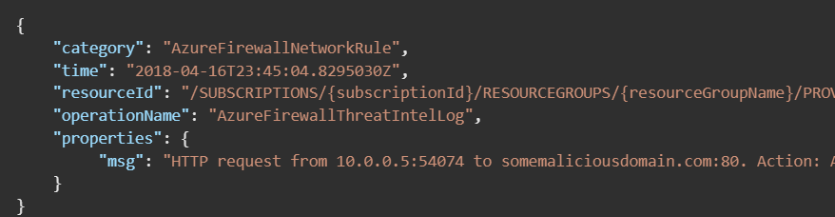 {
"category": "AzureFirewallNetworkRule",
"time": "2018-04-16T23:45:04.8295030Z",
"resourceId": "/SUBSCRIPTIONS/{subscriptionId}/RESOURCEGROUPS/{resourceGroupName}/PROV
"operationName": "AzureFirewallThreatIntelLog",
"properties": {
"msg": "HTTP request from 10.0.0.5:54074 to somemaliciousdomain.com:80. Action: A
}
}